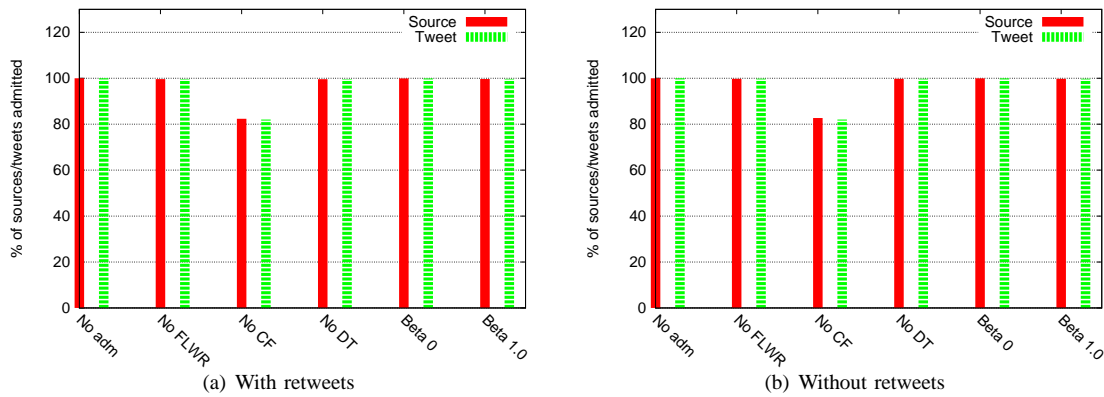 % of sources/tweets admitted
120
100
80
60
40
20
0
Source
Tweet
No adm
No FLWR
No CF
No DT
Beta 0
Beta 1.0
(a) With retweets
% of sources/tweets admitted
120
100
80
60
40
20
0
Source
Tweet
No adm
No FLWR
No CF
No DT
Beta 0
Beta 1.0
(b) Without retweets